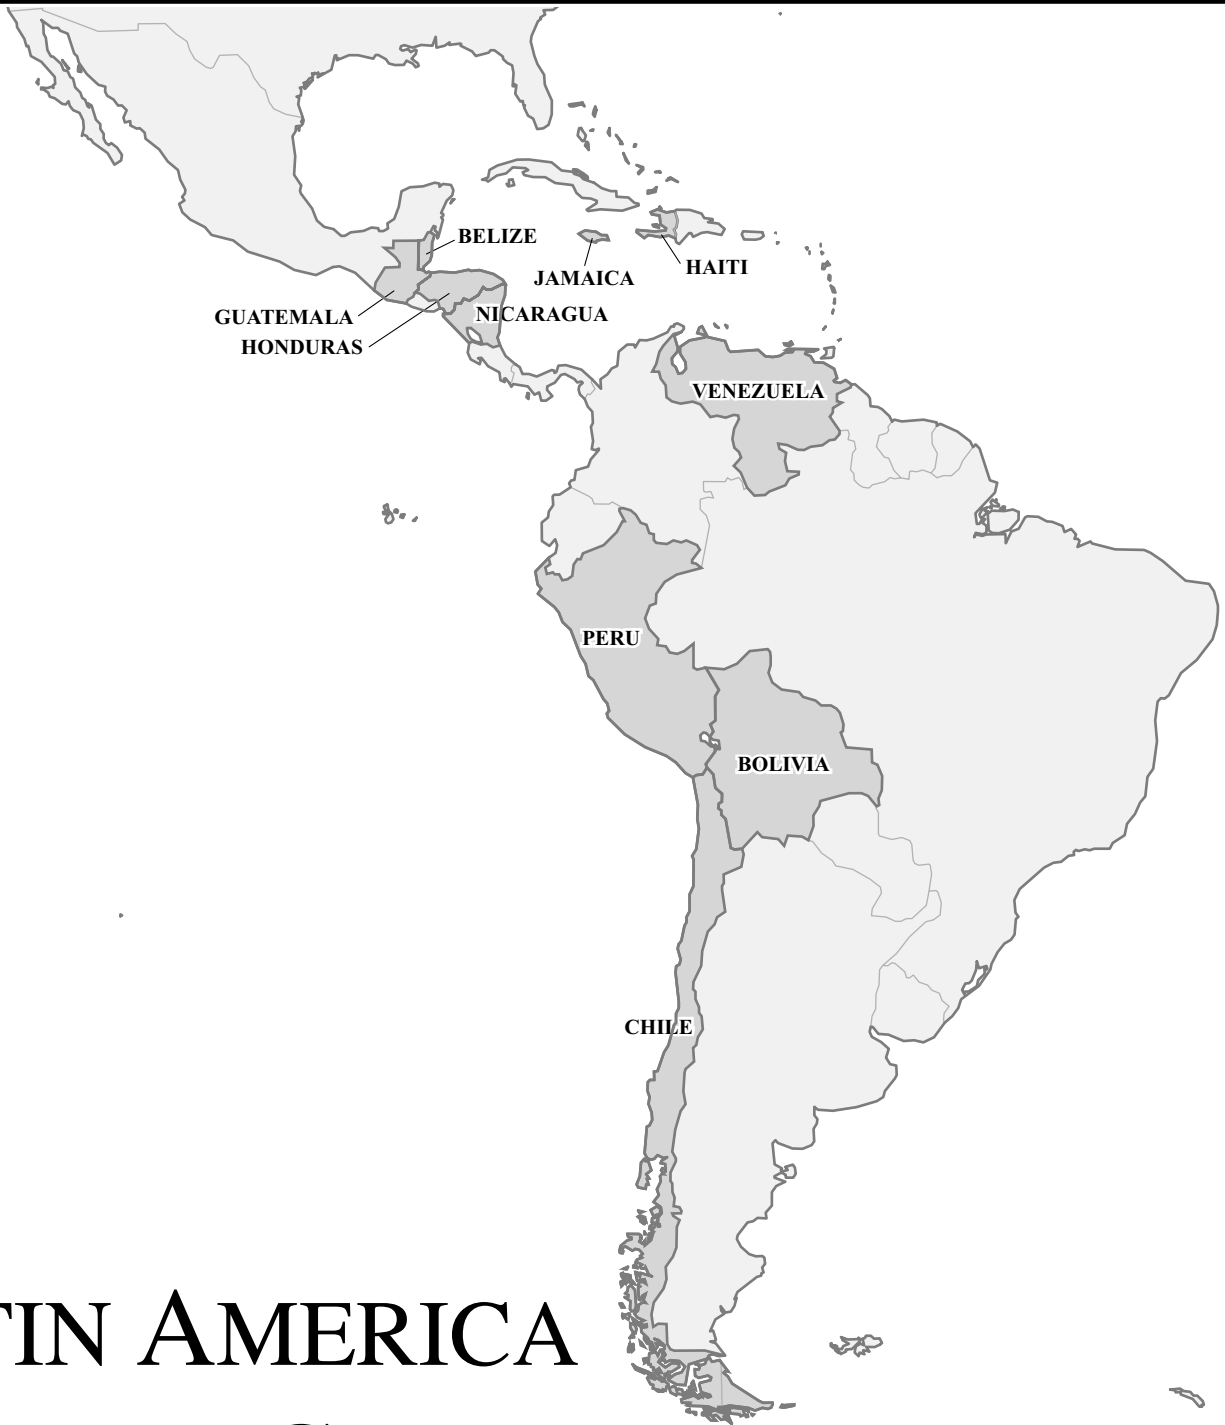 BELIZE
HAITI
JAMAICA
GUATEMALA
NICARAGUA
HONDURAS
VENEZUELA
PERU
BOLIVIA
CHILE
TIN AMERICA